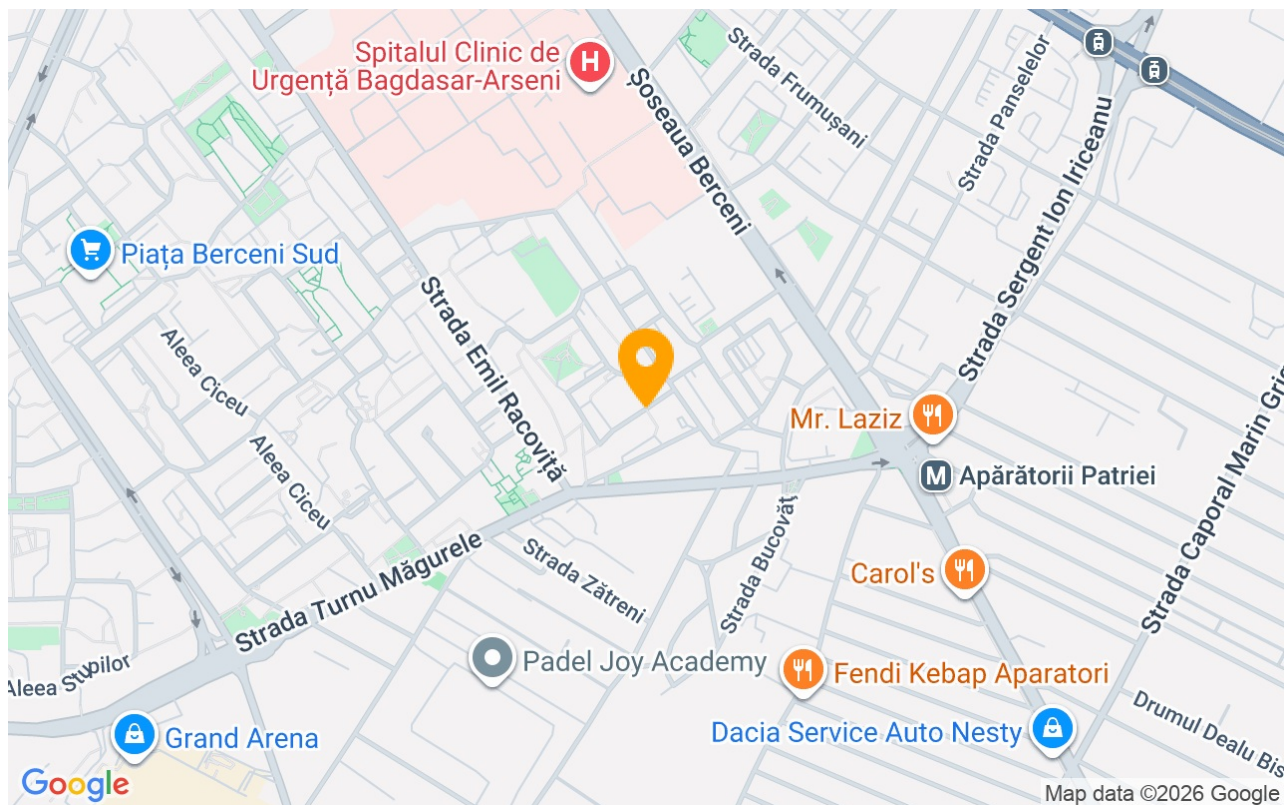 Spitalul Clinic de
Urgență Bagdasar-Arseni
H
Șoseaua Berceni
Strada Frumușani
Strada Panselelor
Strada Sergent Ion Iriceanu
Piața Berceni Sud
Strada Emil Racoviță
Aleea Ciceu
Aleea Ciceu
Mr. Laziz
M
Apărătorii Patriei
Strada Caporal Marin Grig
Strada Bucovăț
Carol's
Strada Zătreni
Strada Turnu Măgurele
Padel Joy Academy
Fendi Kebap Aparatori
Aleea Stupilor
Drumul Dealu Bis
Dacia Service Auto Nesty
Grand Arena
Google
Map data ©2026 Google